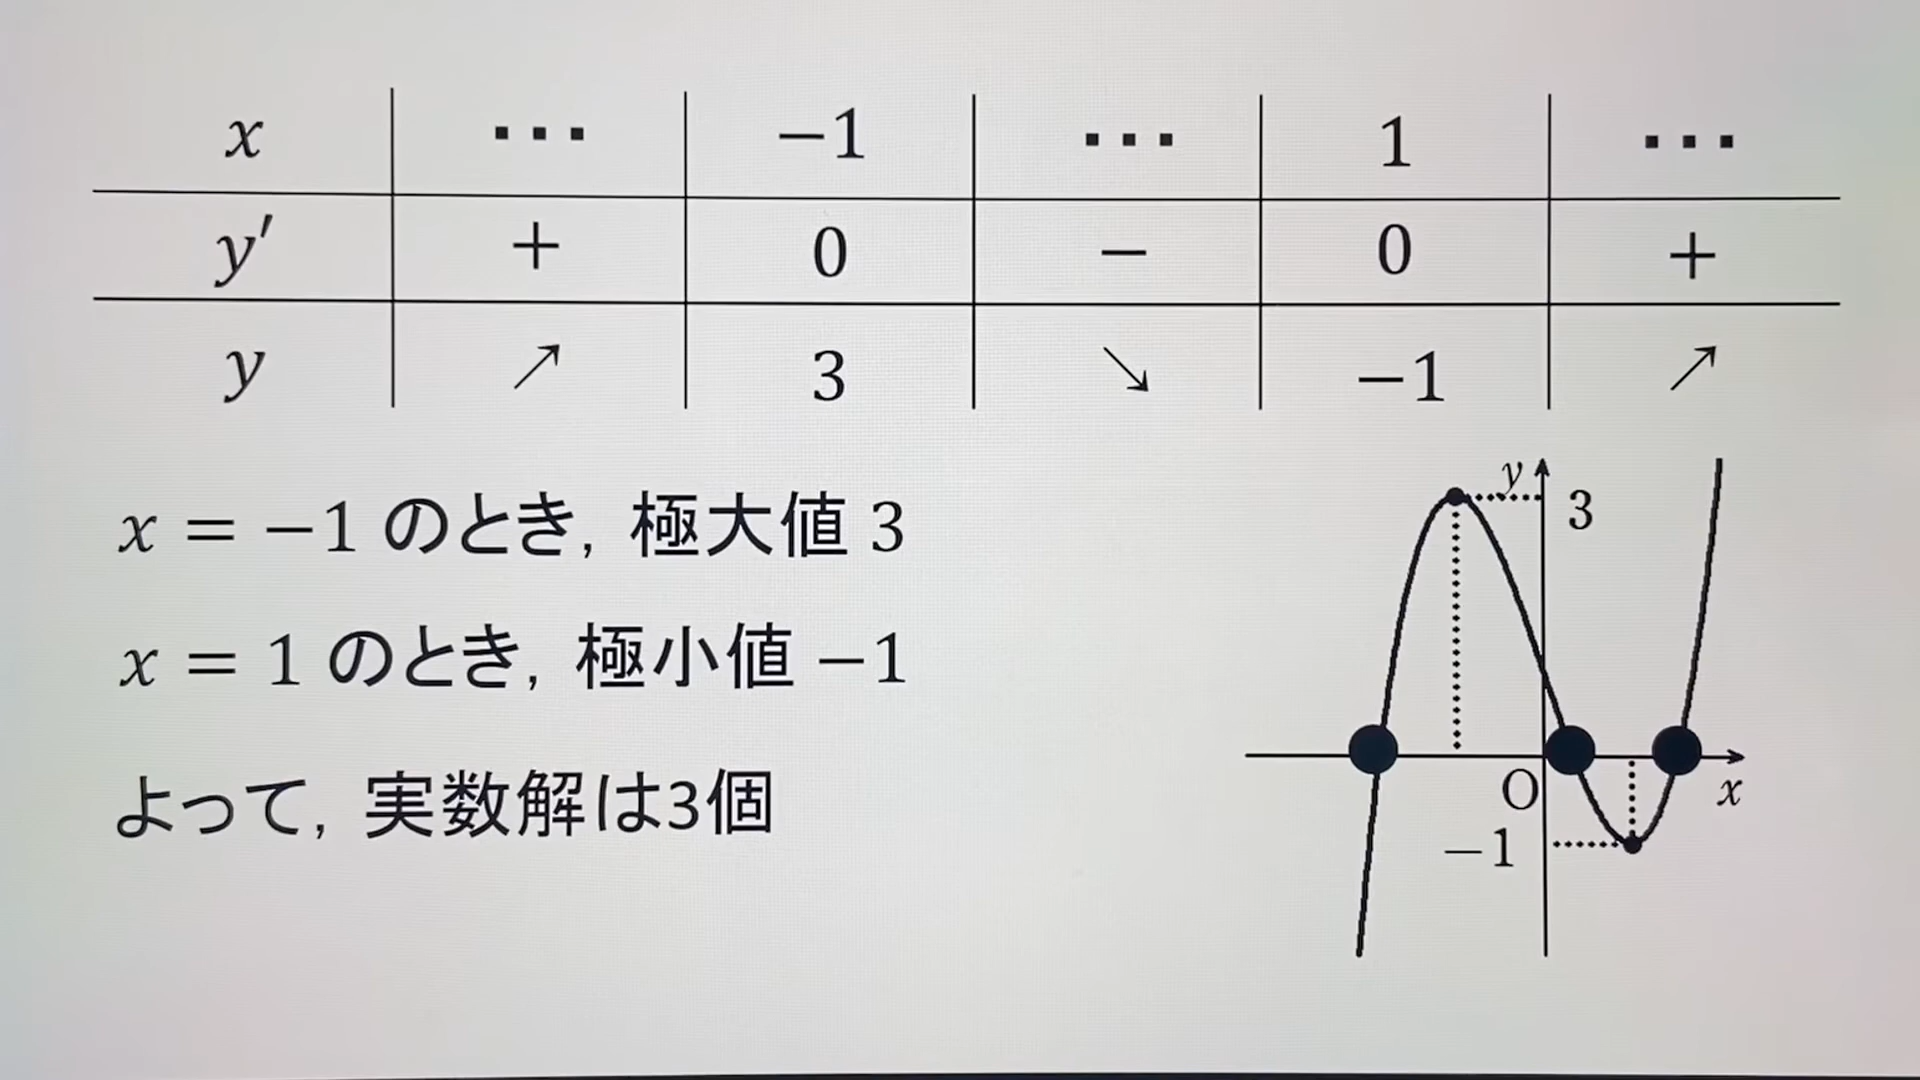 x ⋯ −1 ⋯ 1 ⋯
y′ + 0 − 0 +
y ↗ 3 ↘ −1 ↗
x = −1 のとき, 極大値 3
x = 1 のとき, 極小値 −1
よって, 実数解は3個
y
3
O
x
−1